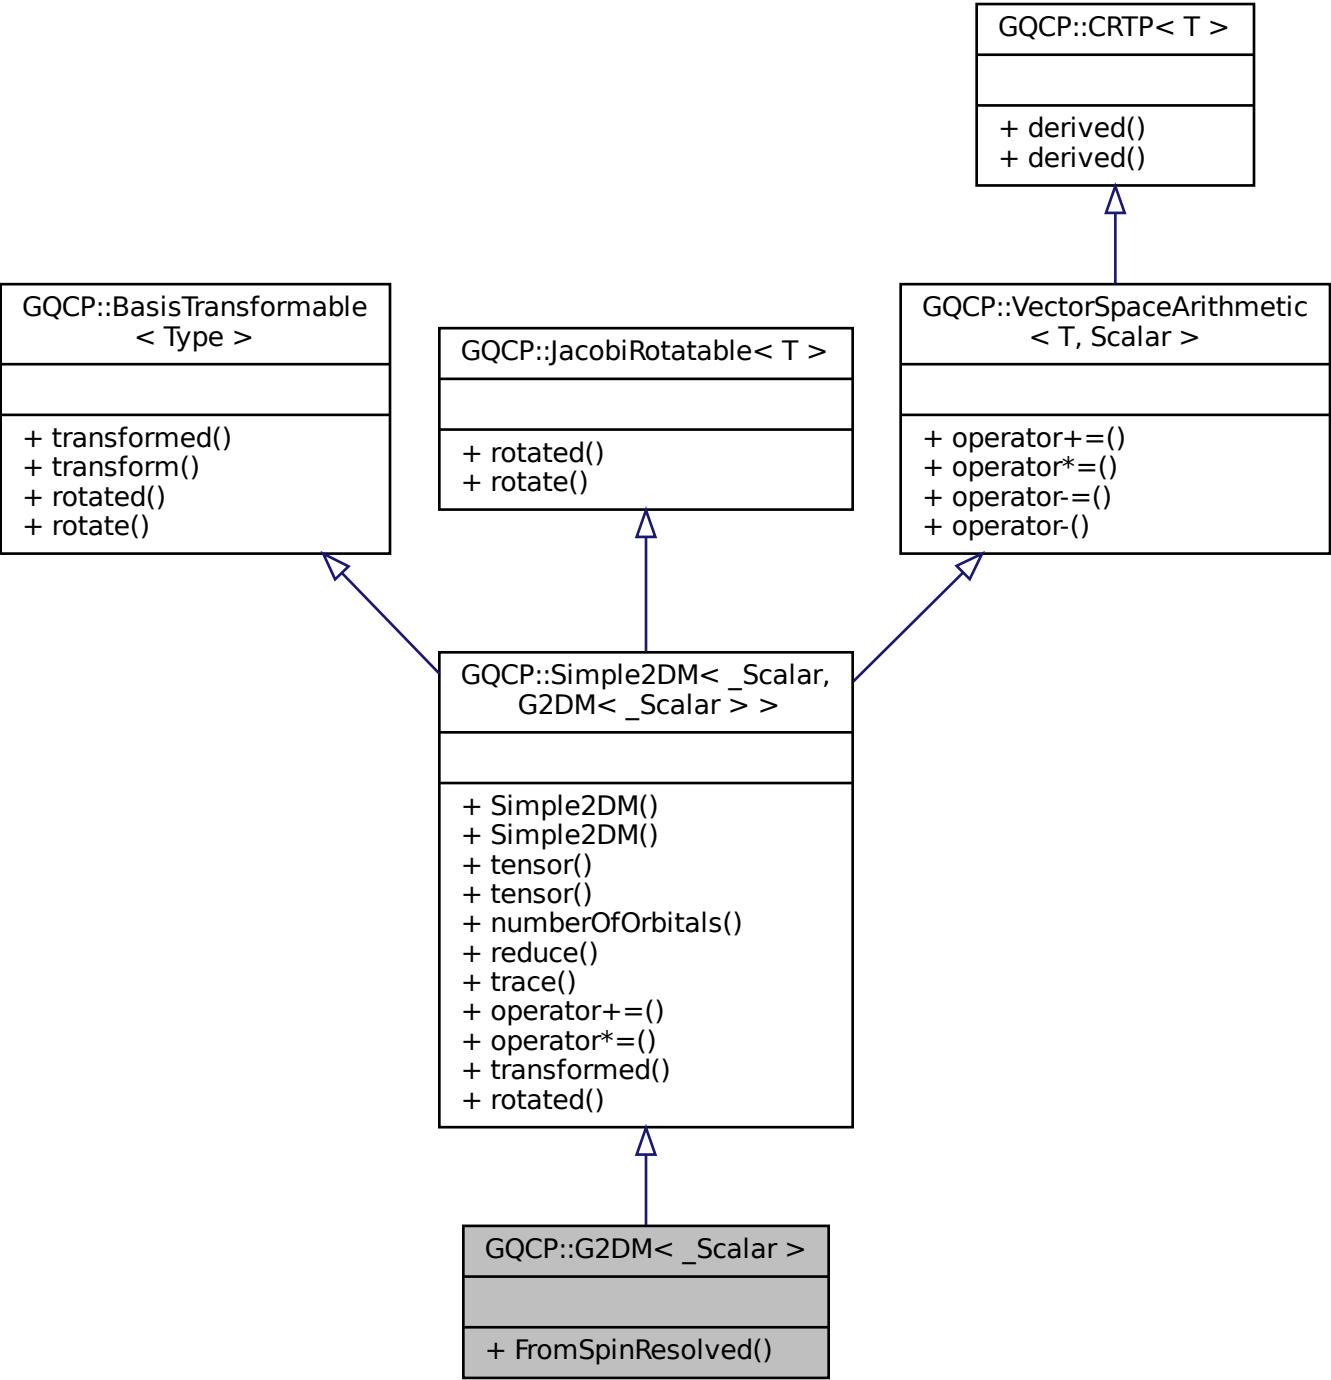 GQCP::CRTP< T >
+ derived()
+ derived()
GQCP::BasisTransformable
< Type >
+ transformed()
+ transform()
+ rotated()
+ rotate()
GQCP::JacobiRotatable< T >
+ rotated()
+ rotate()
GQCP::VectorSpaceArithmetic
< T, Scalar >
+ operator+=()
+ operator*=()
+ operator-=()
+ operator-()
GQCP::Simple2DM< _Scalar,
G2DM< _Scalar > >
+ Simple2DM()
+ Simple2DM()
+ tensor()
+ tensor()
+ numberOfOrbitals()
+ reduce()
+ trace()
+ operator+=()
+ operator*=()
+ transformed()
+ rotated()
GQCP::G2DM< _Scalar >
+ FromSpinResolved()